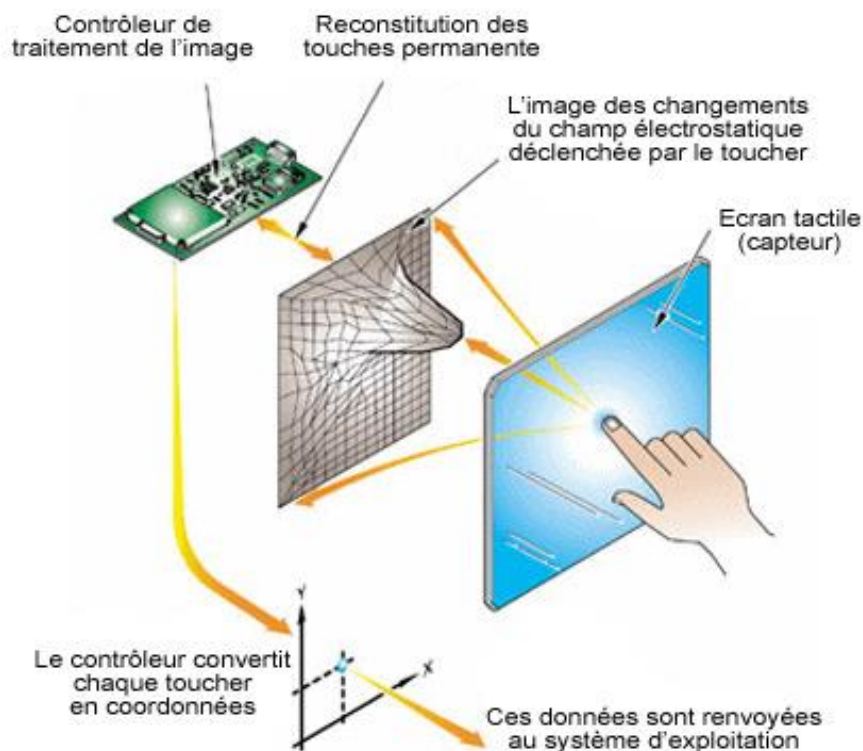 Contrôleur de
traitement de l'image
Reconstitution des
touches permanente
L'image des changements
du champ électrostatique
déclenchée par le toucher
Ecran tactile
(capteur)
Y
X
Le contrôleur convertit
chaque toucher
en coordonnées
Ces données sont renvoyées
au système d'exploitation